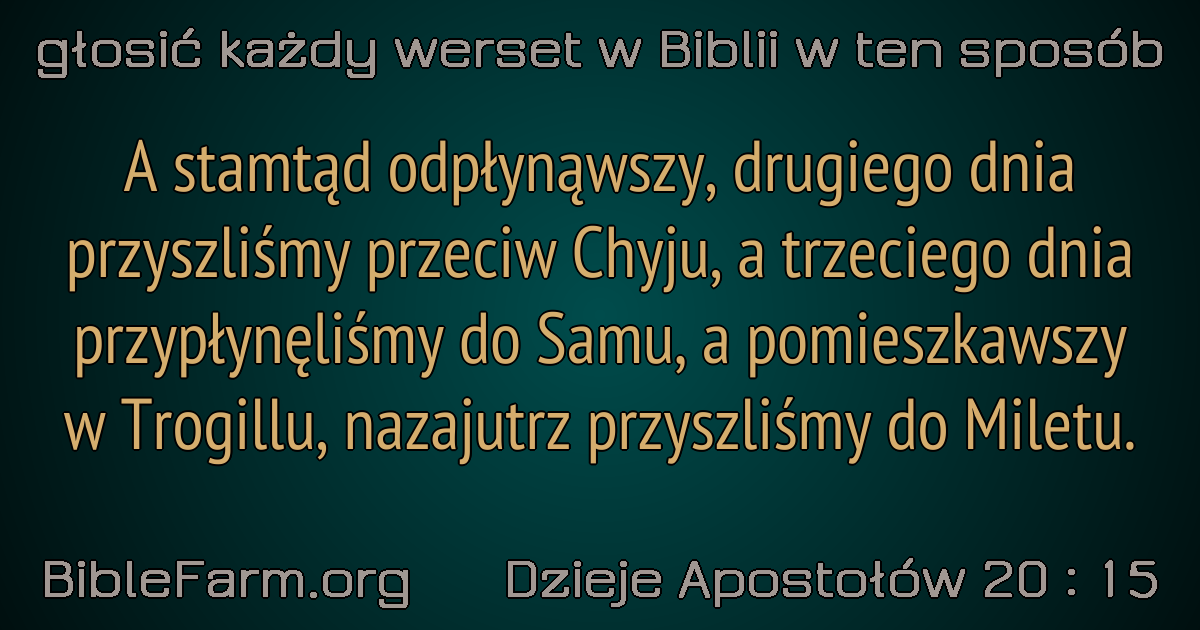 głosić każdy werset w Biblii w ten sposób
A stamtąd odpłynąwszy, drugiego dnia
przyszliśmy przeciw Chyju, a trzeciego dnia
przypłynęliśmy do Samu, a pomieszkawszy
w Trogillu, nazajutrz przyszliśmy do Miletu.
BibleFarm.org Dzieje Apostołów 20 : 15